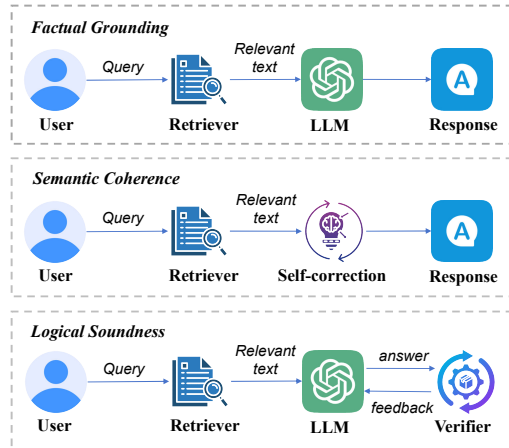 Factual Grounding
Query
Relevant text
User
Retriever
LLM
A
Response
Semantic Coherence
Query
Relevant text
User
Retriever
Self-correction
A
Response
Logical Soundness
Query
Relevant text
answer
feedback
User
Retriever
LLM
Verifier